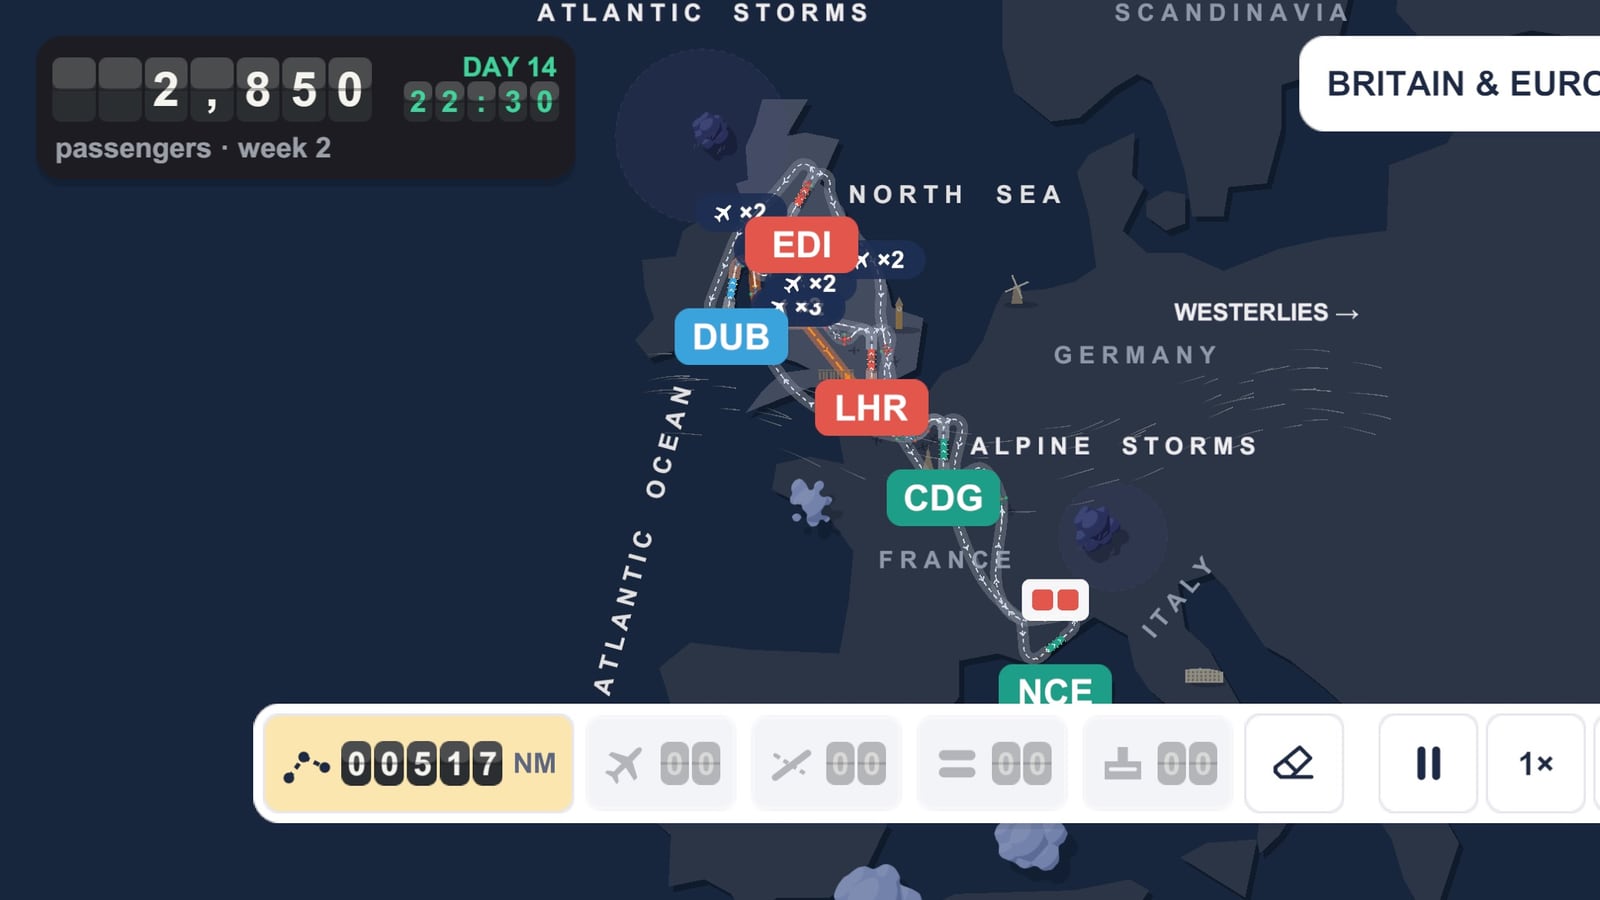 ATLANTIC STORMS
SCANDINAVIA
2,850
DAY 14
22:30
passengers · week 2
BRITAIN & EURO
NORTH SEA
×2
EDI
×2
×2
×3
DUB
WESTERLIES →
GERMANY
LHR
ATLANTIC OCEAN
ALPINE STORMS
CDG
FRANCE
ITALY
NCE
00517 NM
00
00
00
00
1×